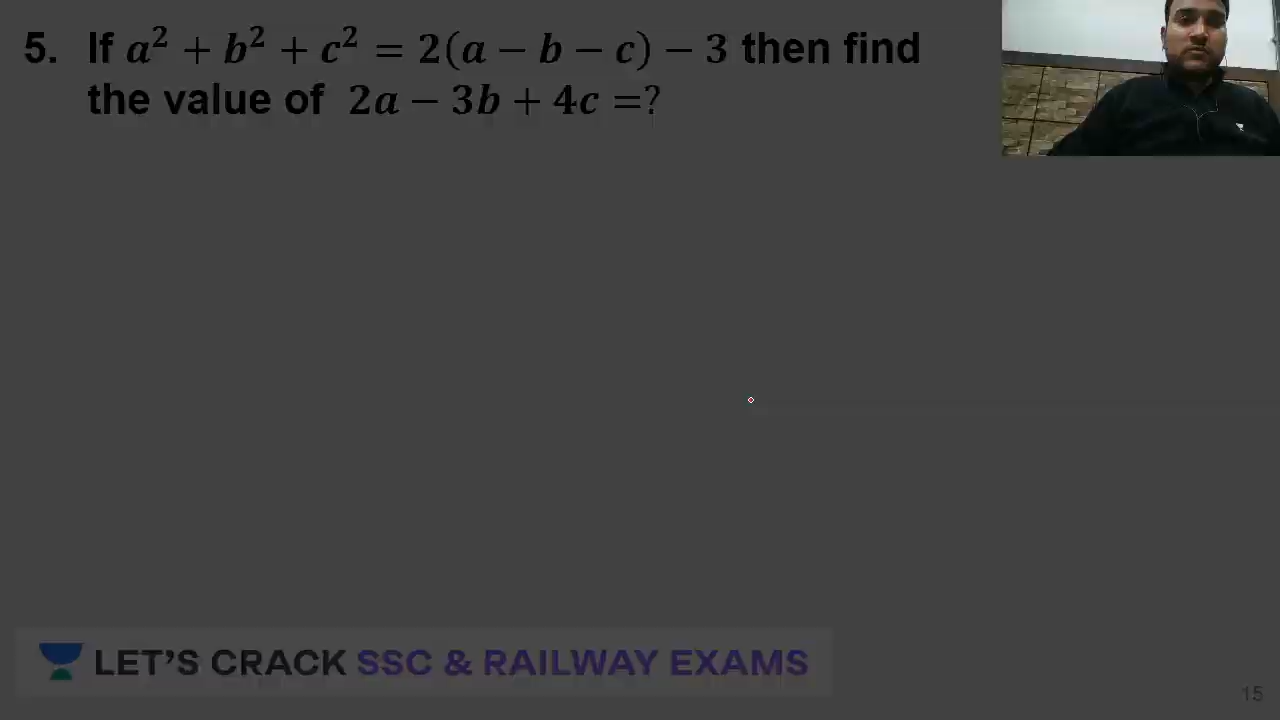 5. If a² + b² + c² = 2(a − b − c) − 3 then find
the value of 2a − 3b + 4c =?
LET'S CRACK SSC & RAILWAY EXAMS
15